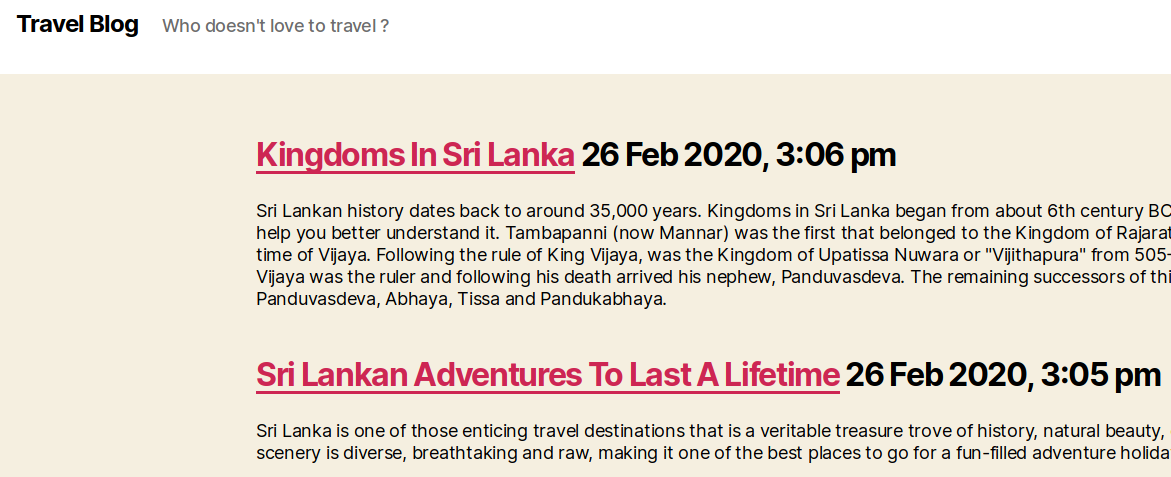 Travel Blog Who doesn't love to travel ?
Kingdoms In Sri Lanka 26 Feb 2020, 3:06 pm
Sri Lankan history dates back to around 35,000 years. Kingdoms in Sri Lanka began from about 6th century BC
help you better understand it. Tambapanni (now Mannar) was the first that belonged to the Kingdom of Rajarat
time of Vijaya. Following the rule of King Vijaya, was the Kingdom of Upatissa Nuwara or "Vijithapura" from 505-
Vijaya was the ruler and following his death arrived his nephew, Panduvasdeva. The remaining successors of thi
Panduvasdeva, Abhaya, Tissa and Pandukabhaya.
Sri Lankan Adventures To Last A Lifetime 26 Feb 2020, 3:05 pm
Sri Lanka is one of those enticing travel destinations that is a veritable treasure trove of history, natural beauty,
scenery is diverse, breathtaking and raw, making it one of the best places to go for a fun-filled adventure holida